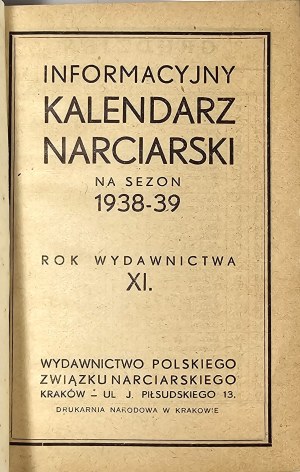 INFORMACYJNY
KALENDARZ
NARCIARSKI
NA SEZON
1938-39
ROK WYDAWNICTWA
XI.
WYDAWNICTWO POLSKIEGO
ZWIĄZKU NARCIARSKIEGO
KRAKÓW – UL. J. PIŁSUDSKIEGO 13.
DRUKARNIA NARODOWA W KRAKOWIE